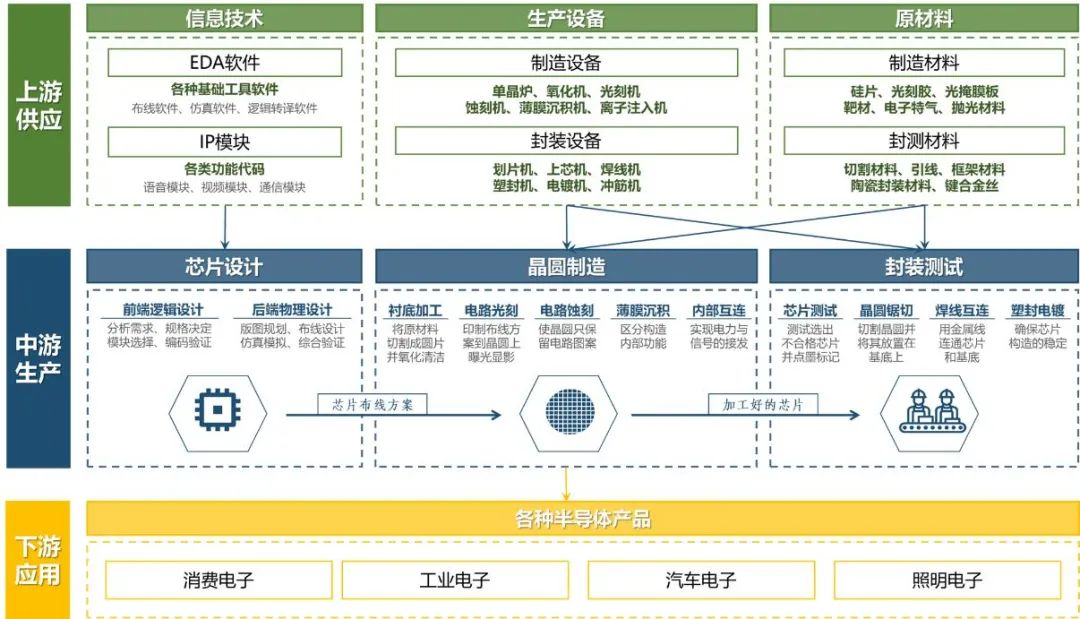 上游
供应
信息技术
EDA软件
各种基础工具软件
布线软件、仿真软件、逻辑转译软件
IP模块
各类功能代码
语音模块、视频模块、通信模块
生产设备
制造设备
单晶炉、氧化机、光刻机
蚀刻机、薄膜沉积机、离子注入机
封装设备
划片机、上芯机、焊线机
塑封机、电镀机、冲筋机
原材料
制造材料
硅片、光刻胶、光掩膜板
靶材、电子特气、抛光材料
封测材料
切割材料、引线、框架材料
陶瓷封装材料、键合金丝
中游
生产
芯片设计
前端逻辑设计
分析需求、规格决定
模块选择、编码验证
后端物理设计
版图规划、布线设计
仿真模拟、综合验证
芯片布线方案
晶圆制造
衬底加工
将原材料
切割成圆片
并氧化清洁
电路光刻
印制布线方
案到晶圆上
曝光显影
电路蚀刻
使晶圆只保
留电路图案
薄膜沉积
区分构造
内部功能
内部互连
实现电力与
信号的接发
加工好的芯片
封装测试
芯片测试
测试选出
不合格芯片
并点墨标记
晶圆锯切
切割晶圆并
将其放置在
基底上
焊线互连
用金属线
连通芯片
和基底
塑封电镀
确保芯片
构造的稳定
下游
应用
各种半导体产品
消费电子
工业电子
汽车电子
照明电子